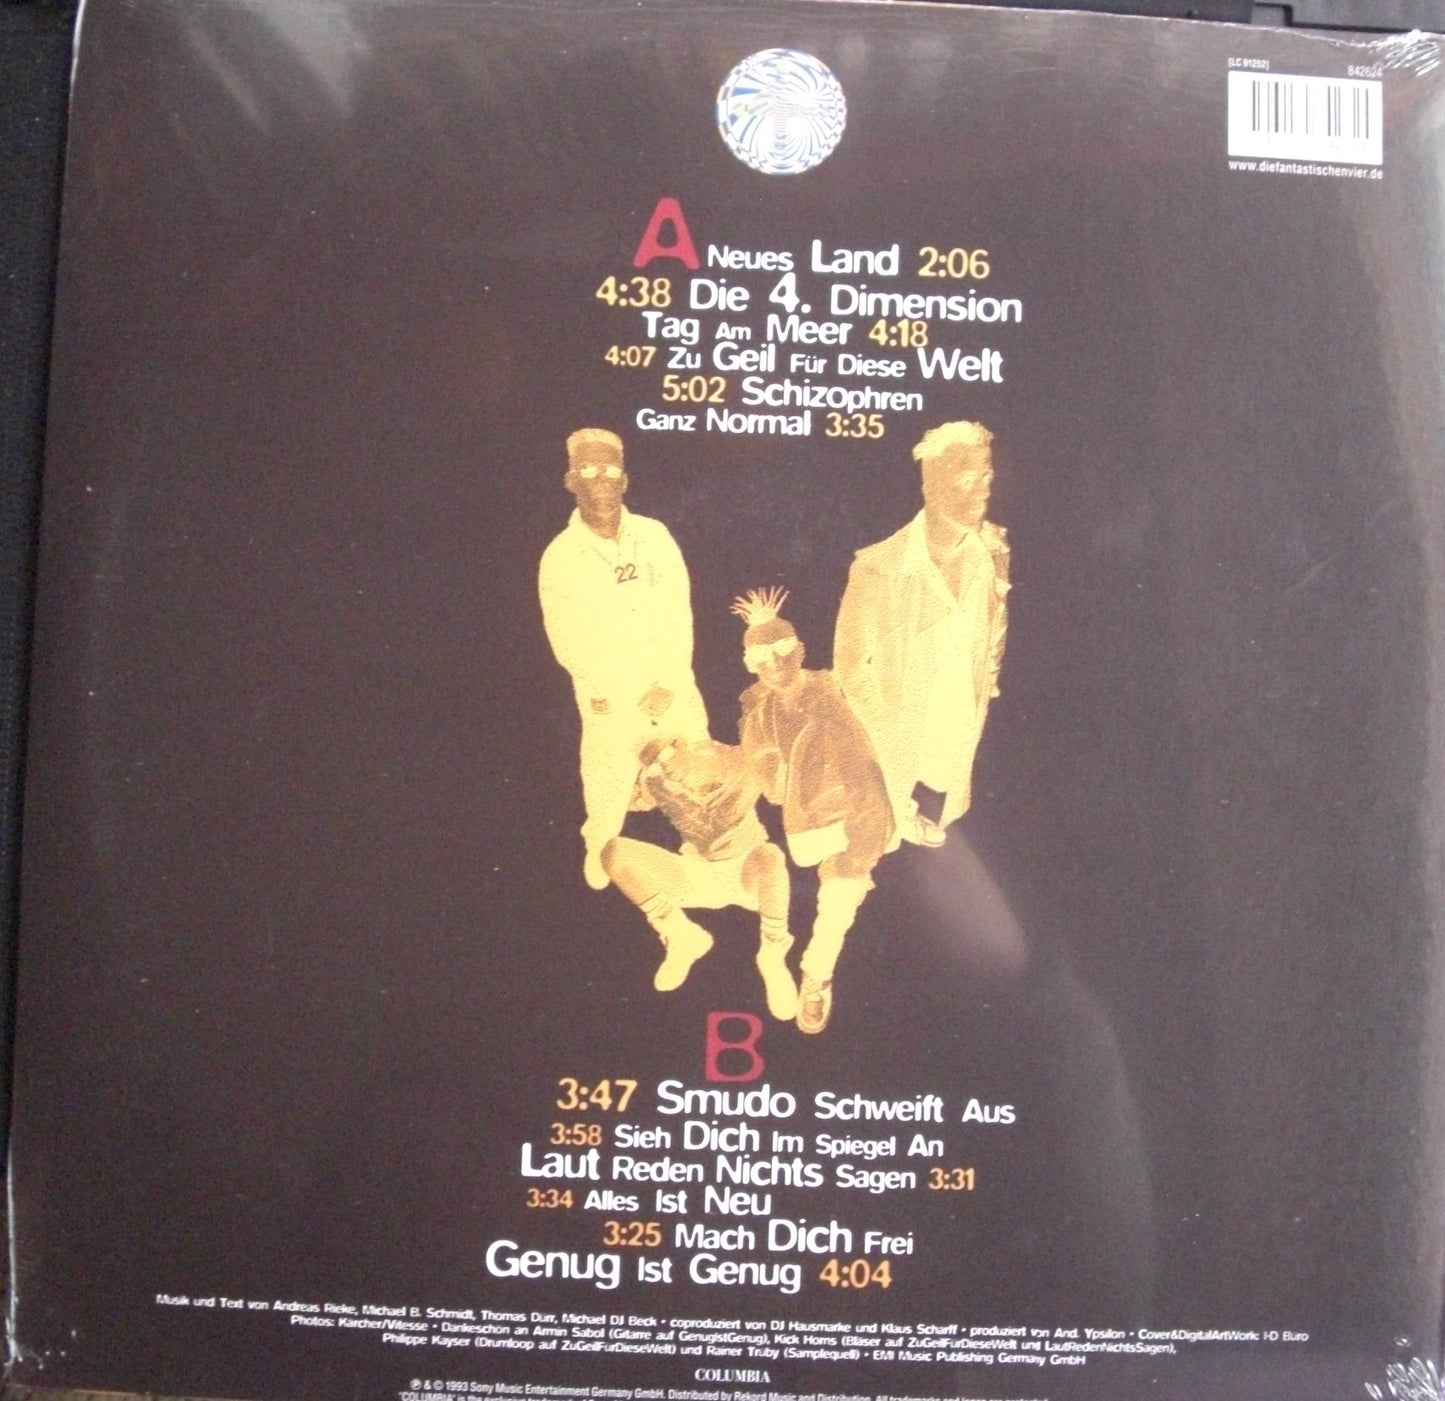 [LC 91252]
842624
www.diefantastischenvier.de
A Neues Land 2:06
4:38 Die 4. Dimension
Tag Am Meer 4:18
4:07 Zu Geil Für Diese Welt
5:02 Schizophren
Ganz Normal 3:35
22
B
3:47 Smudo Schweift Aus
3:58 Sieh Dich Im Spiegel An
Laut Reden Nichts Sagen 3:31
3:34 Alles Ist Neu
3:25 Mach Dich Frei
Genug Ist Genug 4:04
Musik und Text von Andreas Rieke, Michael B. Schmidt, Thomas Dürr, Michael DJ Beck • coproduziert von DJ Hausmarke und Klaus Scharff • produziert von And. Ypsilon • Cover&DigitalArtWork: I-D Büro
Photos: Kärcher/Vitesse • Dankeschön an Armin Sabol (Gitarre auf GenugIstGenug), Kick Horns (Bläser auf ZuGeilFürDieseWelt und LautRedenNichtsSagen),
Philippe Kayser (Drumloop auf ZuGeilFürDieseWelt) und Rainer Trüby (Samplequell) • EMI Music Publishing Germany GmbH
COLUMBIA
℗ & © 1993 Sony Music Entertainment Germany GmbH. Distributed by Rekord Music and Distribution. All trademarks and logos are protected.
"COLUMBIA" is the exclusive trademark of